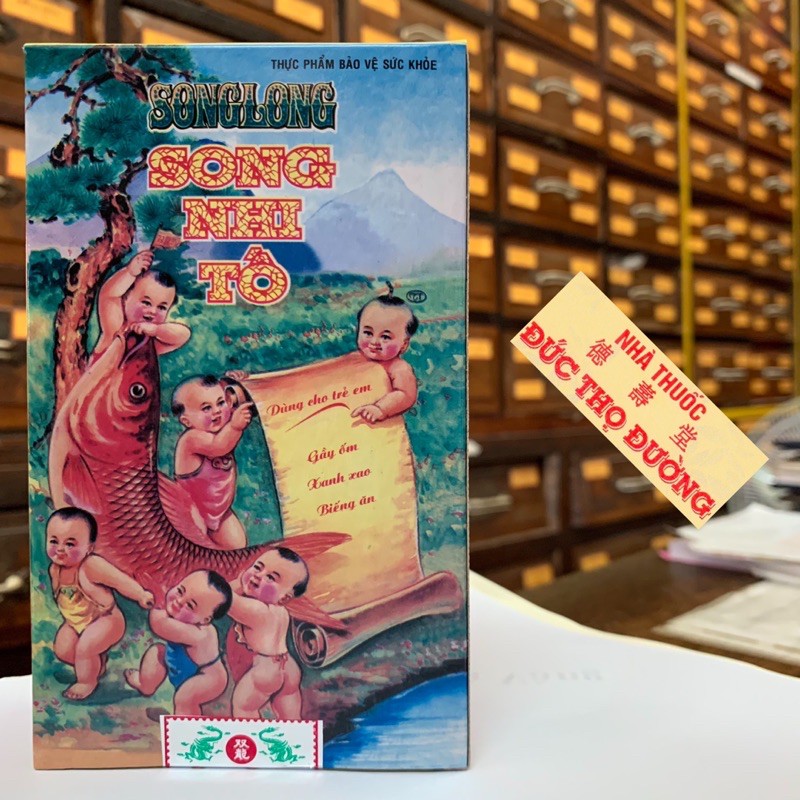 THỰC PHẨM BẢO VỆ SỨC KHỎE
SONGLONG
SONG
NHI
TÔ
Dùng cho trẻ em
Gầy ốm
Xanh xao
Biếng ăn
双
龍
NHÀ THUỐC
德 壽 堂
ĐỨC THỌ ĐƯỜNG